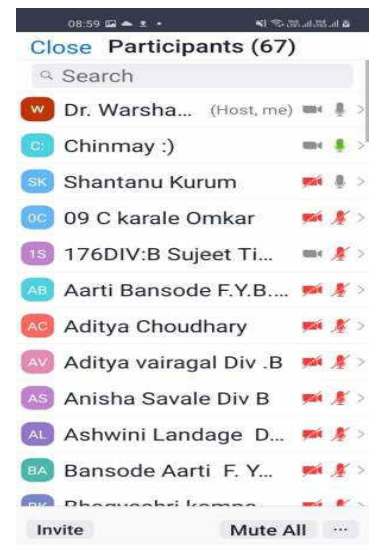 08:59
Close Participants (67)
Search
W Dr. Warsha... (Host, me)
C: Chinmay :)
SK Shantanu Kurum
0C 09 C karale Omkar
1S 176DIV:B Sujeet Ti...
AB Aarti Bansode F.Y.B....
AC Aditya Choudhary
AV Aditya vairagal Div .B
AS Anisha Savale Div B
AL Ashwini Landage D...
BA Bansode Aarti F. Y...
Invite Mute All ...